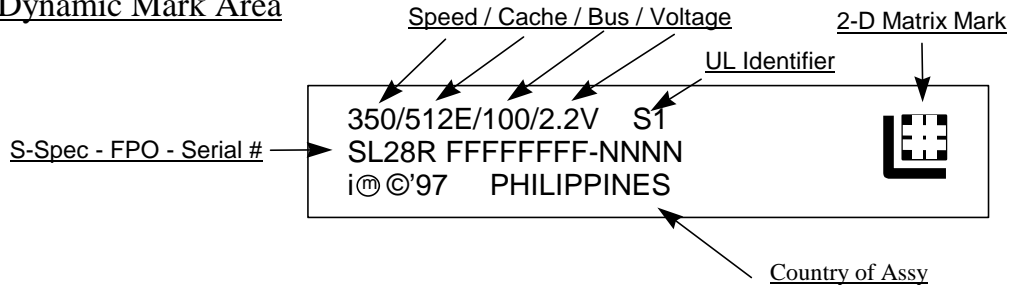 Dynamic Mark Area
Speed / Cache / Bus / Voltage
2-D Matrix Mark
UL Identifier
350/512E/100/2.2V S1
S-Spec - FPO - Serial #
SL28R FFFFFFFF-NNNN
iⓜ©'97 PHILIPPINES
Country of Assy